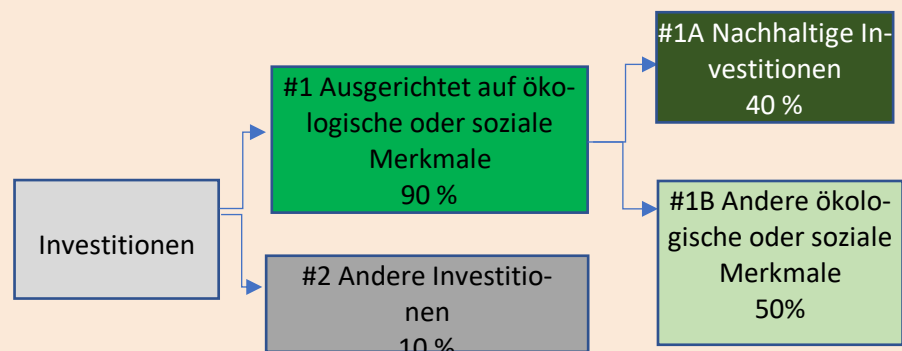 Investitionen
#1 Ausgerichtet auf öko-
logische oder soziale
Merkmale
90 %
#2 Andere Investitio-
nen
10 %
#1A Nachhaltige In-
vestitionen
40 %
#1B Andere ökolo-
gische oder soziale
Merkmale
50%